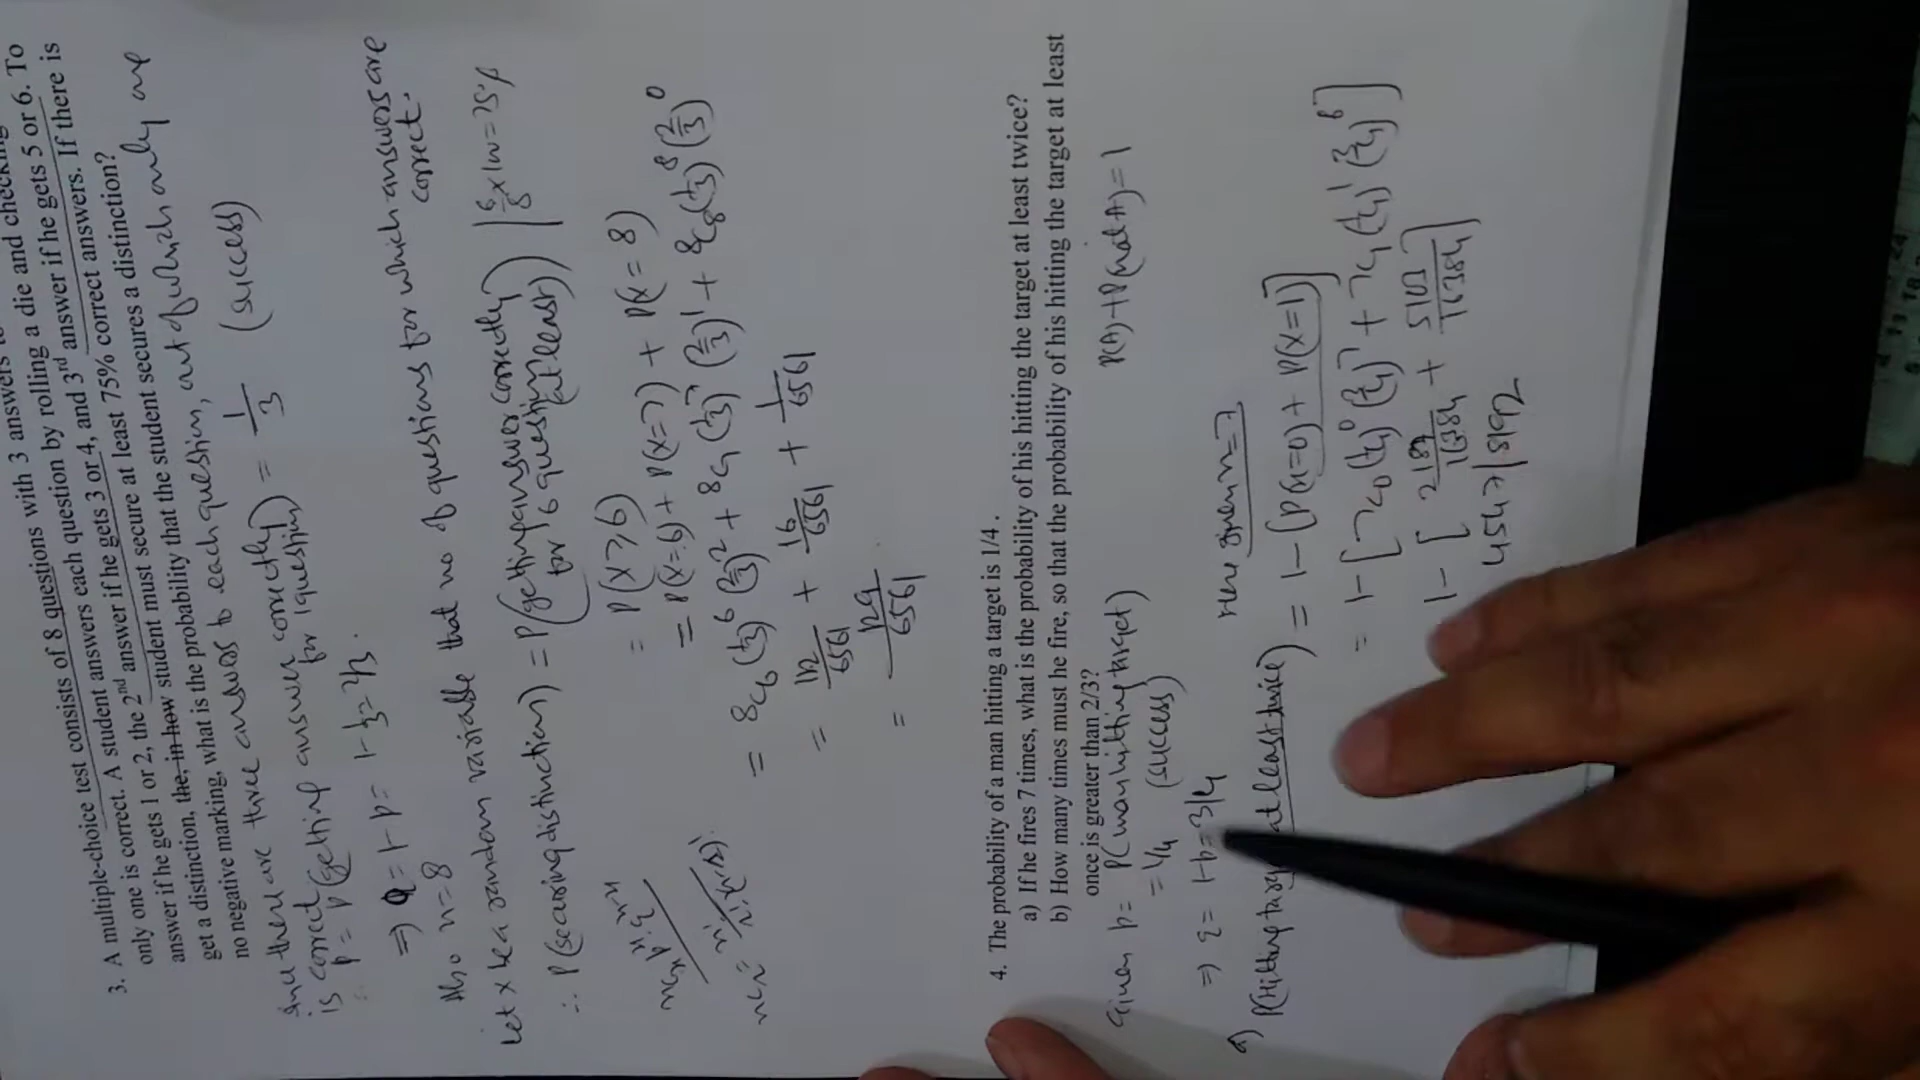 3. A multiple-choice test consists of 8 questions with 3 answers to
only one is correct. A student answers each question by rolling a die and checking
answer if he gets 1 or 2, the 2nd answer if he gets 3 or 4, and 3rd answer if he gets 5 or 6. To
get a distinction, the, in how student must secure at least 75% correct answers. If there is
no negative marking, what is the probability that the student secures a distinction?
Since there are three answers to each question, out of which only one
is correct
p = P(getting answer correctly for 1 question) = 1/3 (success)
⇒ q = 1-p = 1-1/3 = 2/3.
Also n=8
Let x be a random variable that no of questions for which answers are correct.
∴ P(securing distinction) = P(getting answer correctly for 6 questions (at least)) | 6/8 x 100 = 75%
= P(x≥6)
= P(x=6) + P(x=7) + P(x=8)
nCx p^x q^n-x
nCr = n!/r!(n-r)!
= 8C6 (1/3)^6 (2/3)^2 + 8C7 (1/3)^7 (2/3)^1 + 8C8 (1/3)^8 (2/3)^0
= 112/6561 + 16/6561 + 1/6561
= 129/6561
4. The probability of a man hitting a target is 1/4 .
a) If he fires 7 times, what is the probability of his hitting the target at least twice?
b) How many times must he fire, so that the probability of his hitting the target at least
once is greater than 2/3?
Given p = P(man hitting target)
= 1/4 (success)
P(A)+P(not A)=1
⇒ q = 1-p = 3/4
Here given n=7
a) P(Hitting target at least twice) = 1-[P(x=0) + P(x=1)]
= 1-[7C0 (1/4)^0 (3/4)^7 + 7C1 (1/4)^1 (3/4)^6]
1-[2187/16384 + 5103/16384]
4547/8192